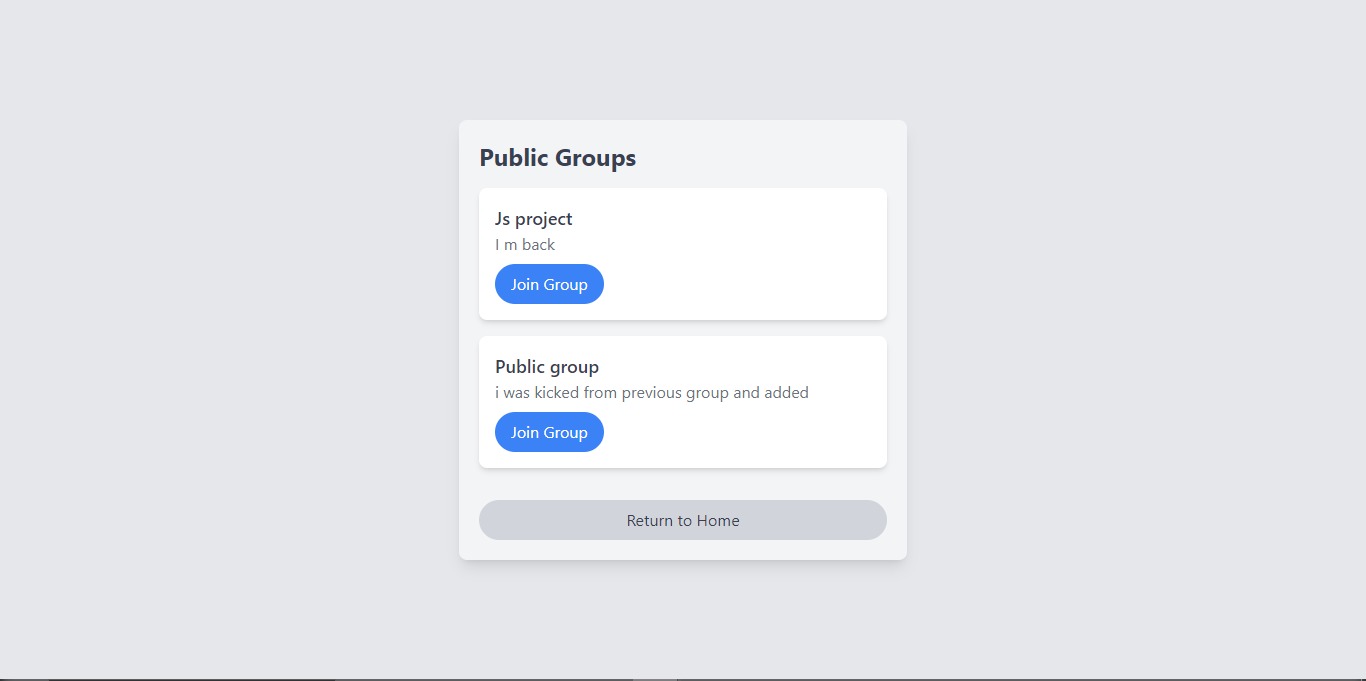 Public Groups
Js project
I m back
Join Group
Public group
i was kicked from previous group and added
Join Group
Return to Home